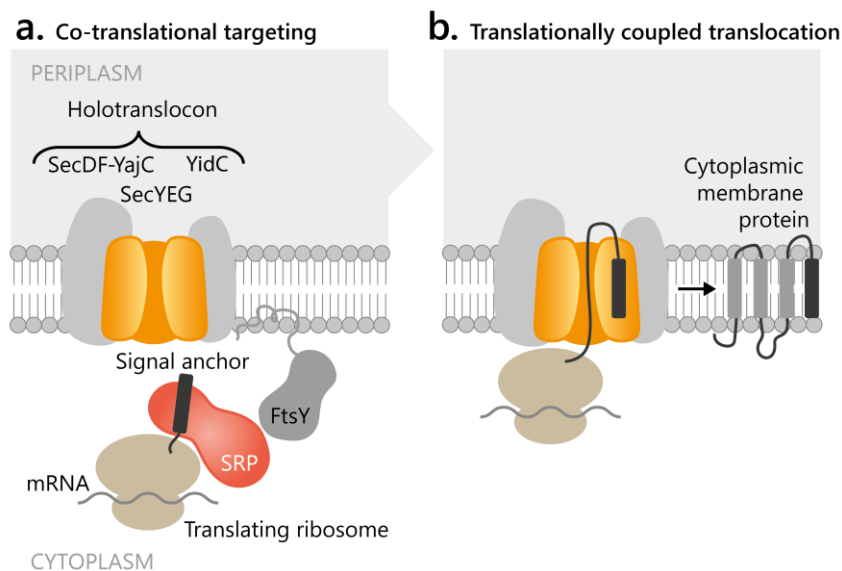 a. Co-translational targeting
PERIPLASM
Holotranslocon
SecDF-YajC YidC
SecYEG
Signal anchor
FtsY
SRP
mRNA
Translating ribosome
CYTOPLASM
b. Translationally coupled translocation
Cytoplasmic
membrane
protein